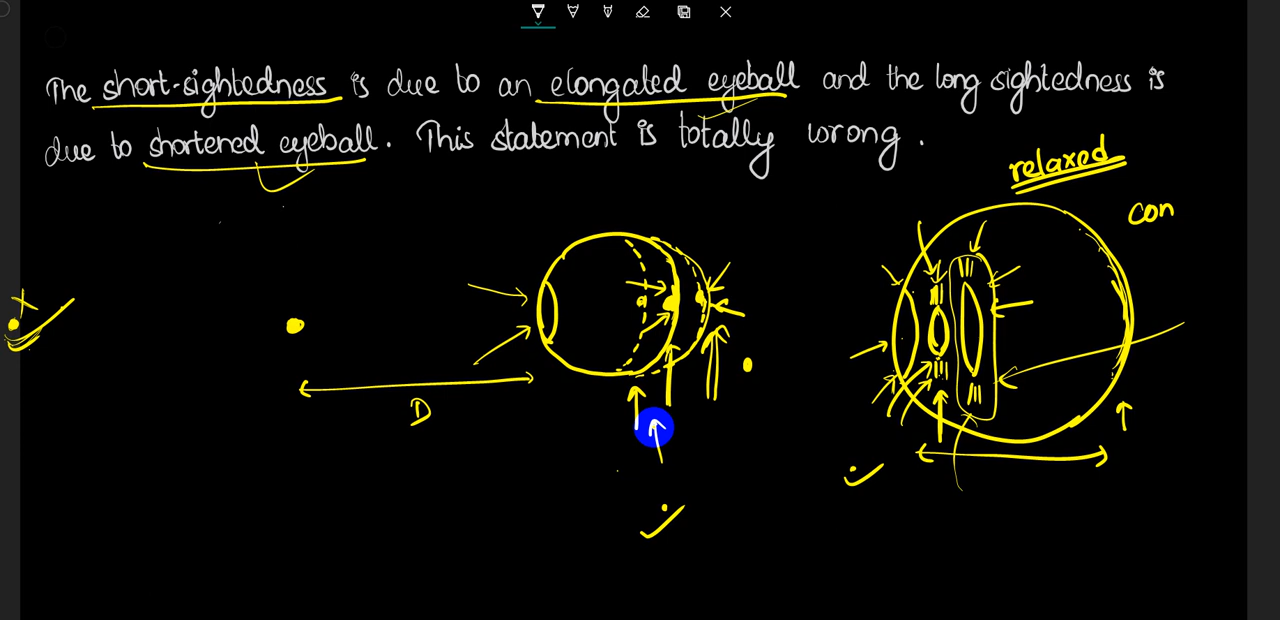 The short-sightedness is due to an elongated eyeball and the long sightedness is
due to shortened eyeball. This statement is totally wrong.
relaxed
con
D